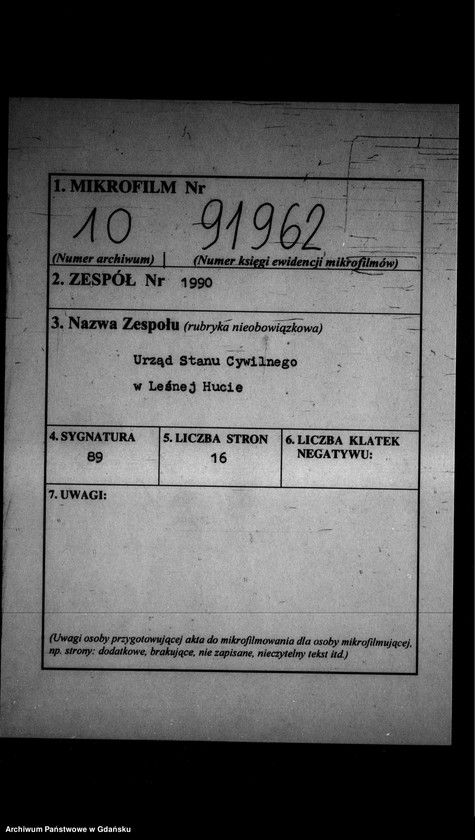 1. MIKROFILM Nr
10 91962
(Numer archiwum) (Numer księgi ewidencji mikrofilmów)
2. ZESPÓŁ Nr 1990
3. Nazwa Zespołu (rubryka nieobowiązkowa)
Urząd Stanu Cywilnego
w Leśnej Hucie
4. SYGNATURA
89
5. LICZBA STRON
16
6. LICZBA KLATEK
NEGATYWU:
7. UWAGI:
(Uwagi osoby przygotowującej akta do mikrofilmowania dla osoby mikrofilmującej,
np. strony: dodatkowe, brakujące, nie zapisane, nieczytelny tekst itd.)
Archiwum Państwowe w Gdańsku